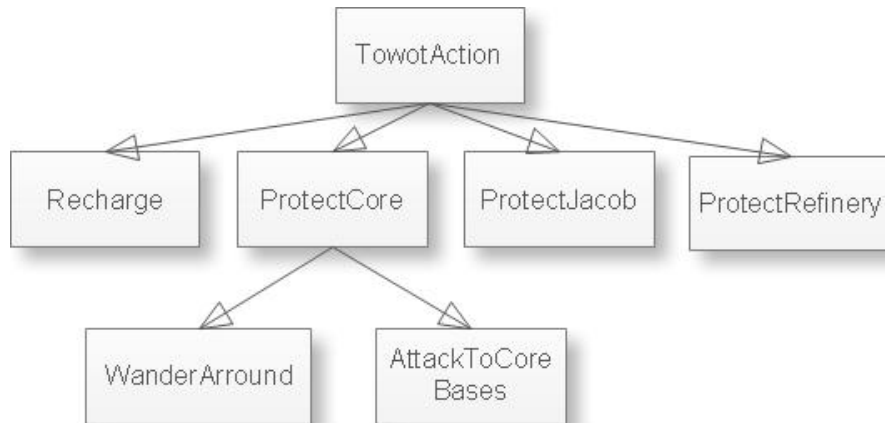 TowotAction
Recharge
ProtectCore
ProtectJacob
ProtectRefinery
WanderArround
AttackToCore
Bases